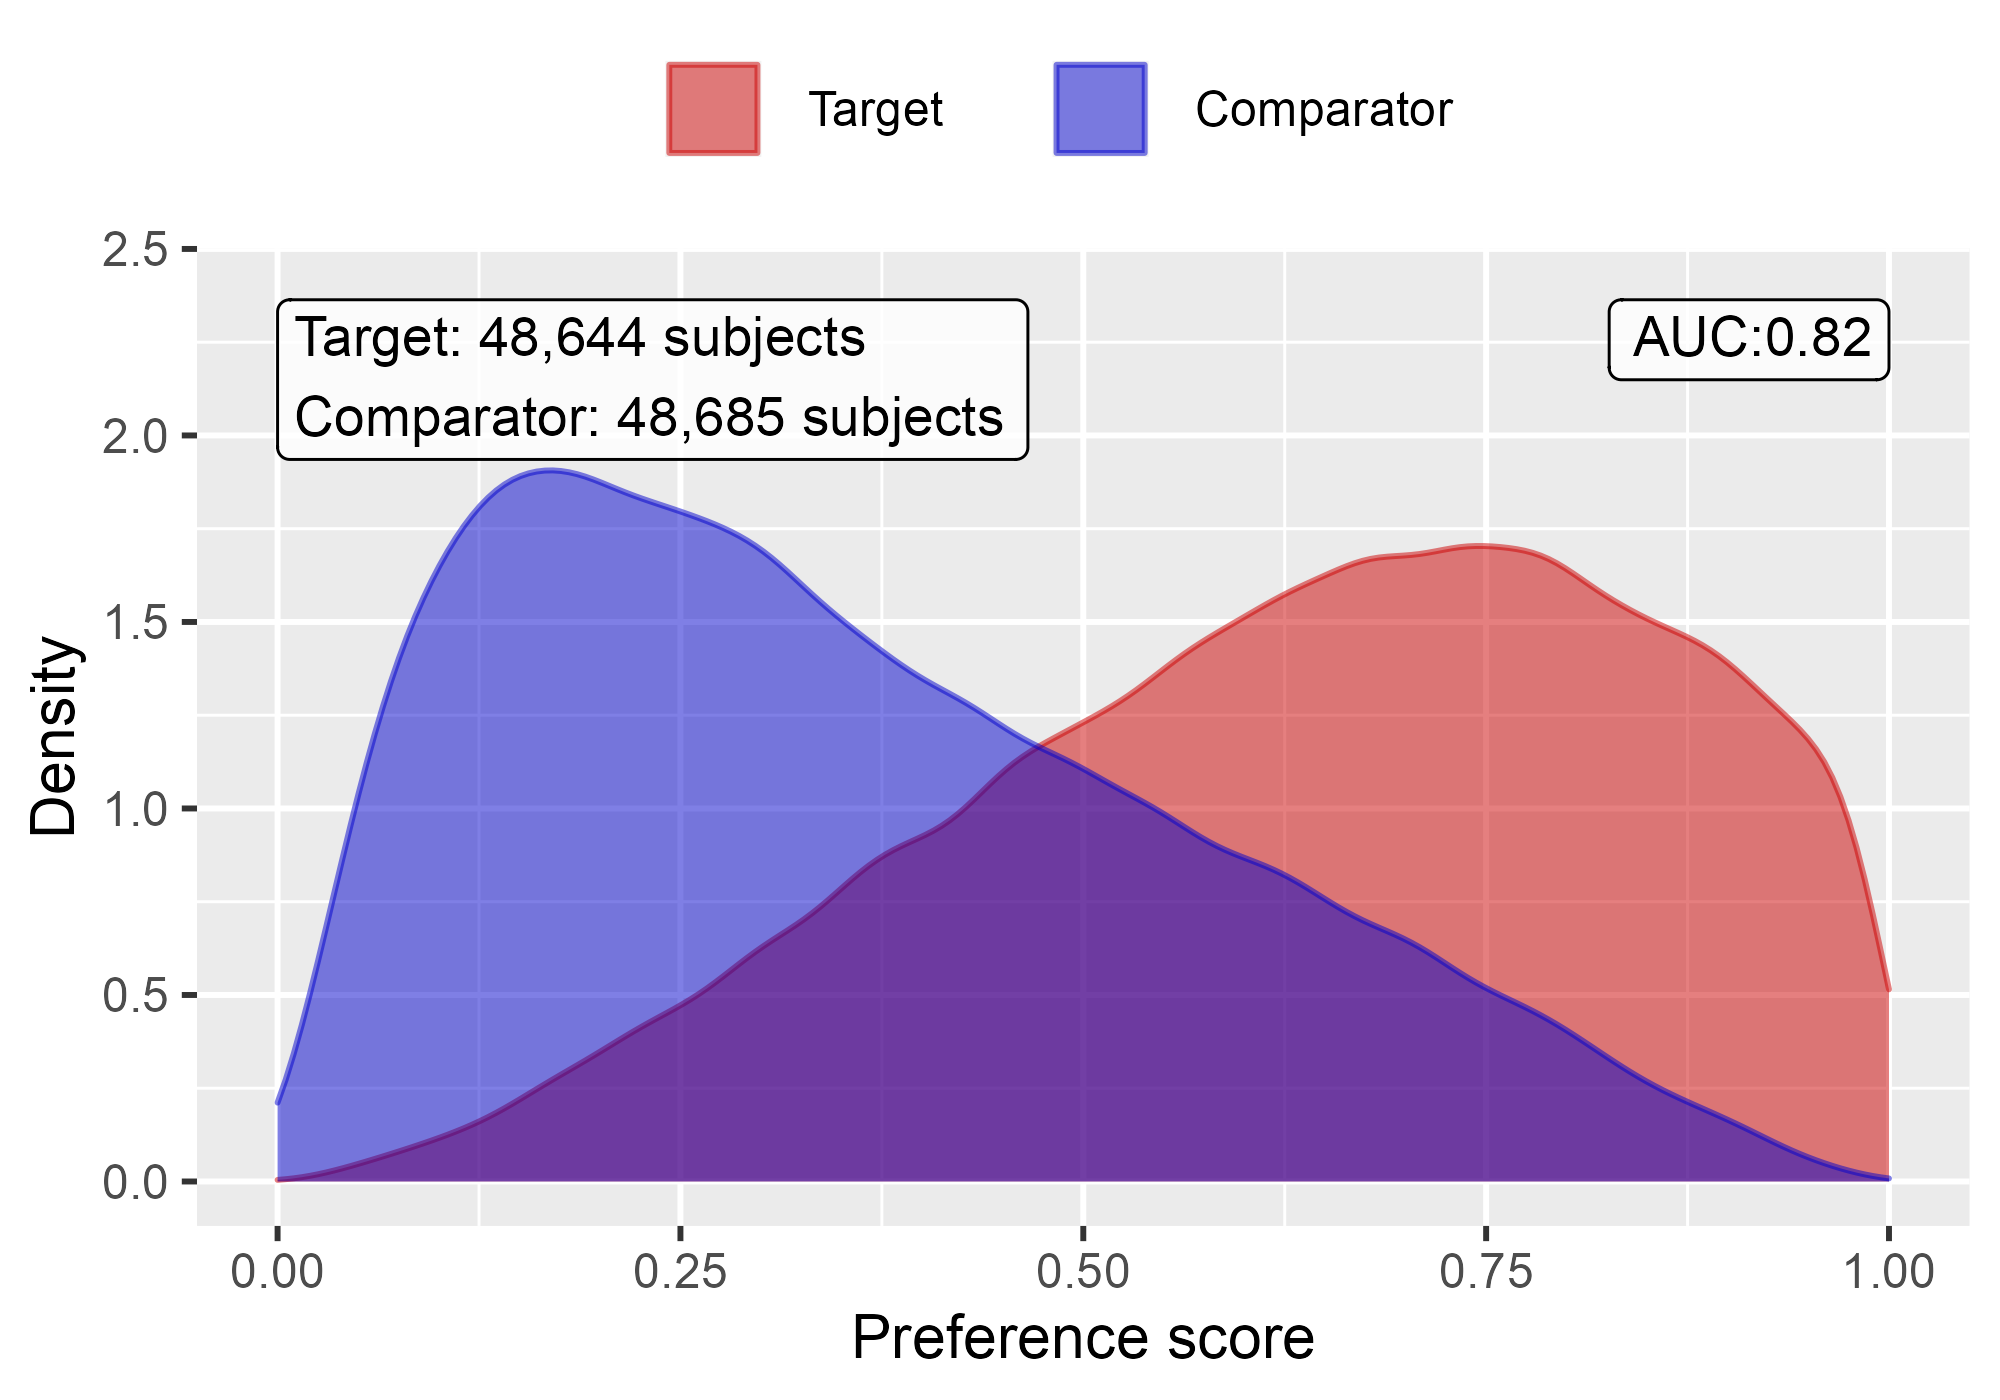 Target
Comparator
2.5
2.0
1.5
1.0
0.5
0.0
Density
Target: 48,644 subjects
Comparator: 48,685 subjects
AUC:0.82
0.00
0.25
0.50
0.75
1.00
Preference score